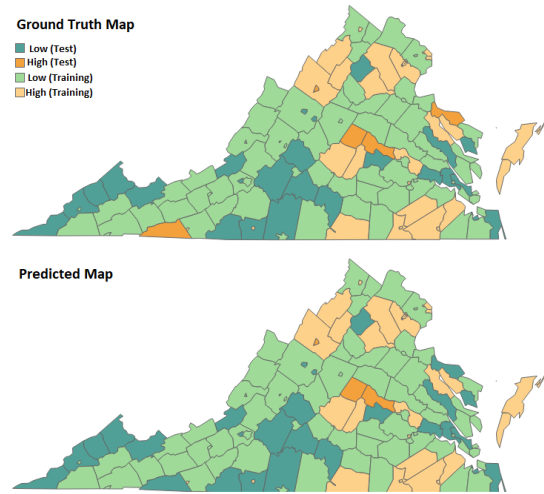 Ground Truth Map
Low (Test)
High (Test)
Low (Training)
High (Training)
Predicted Map